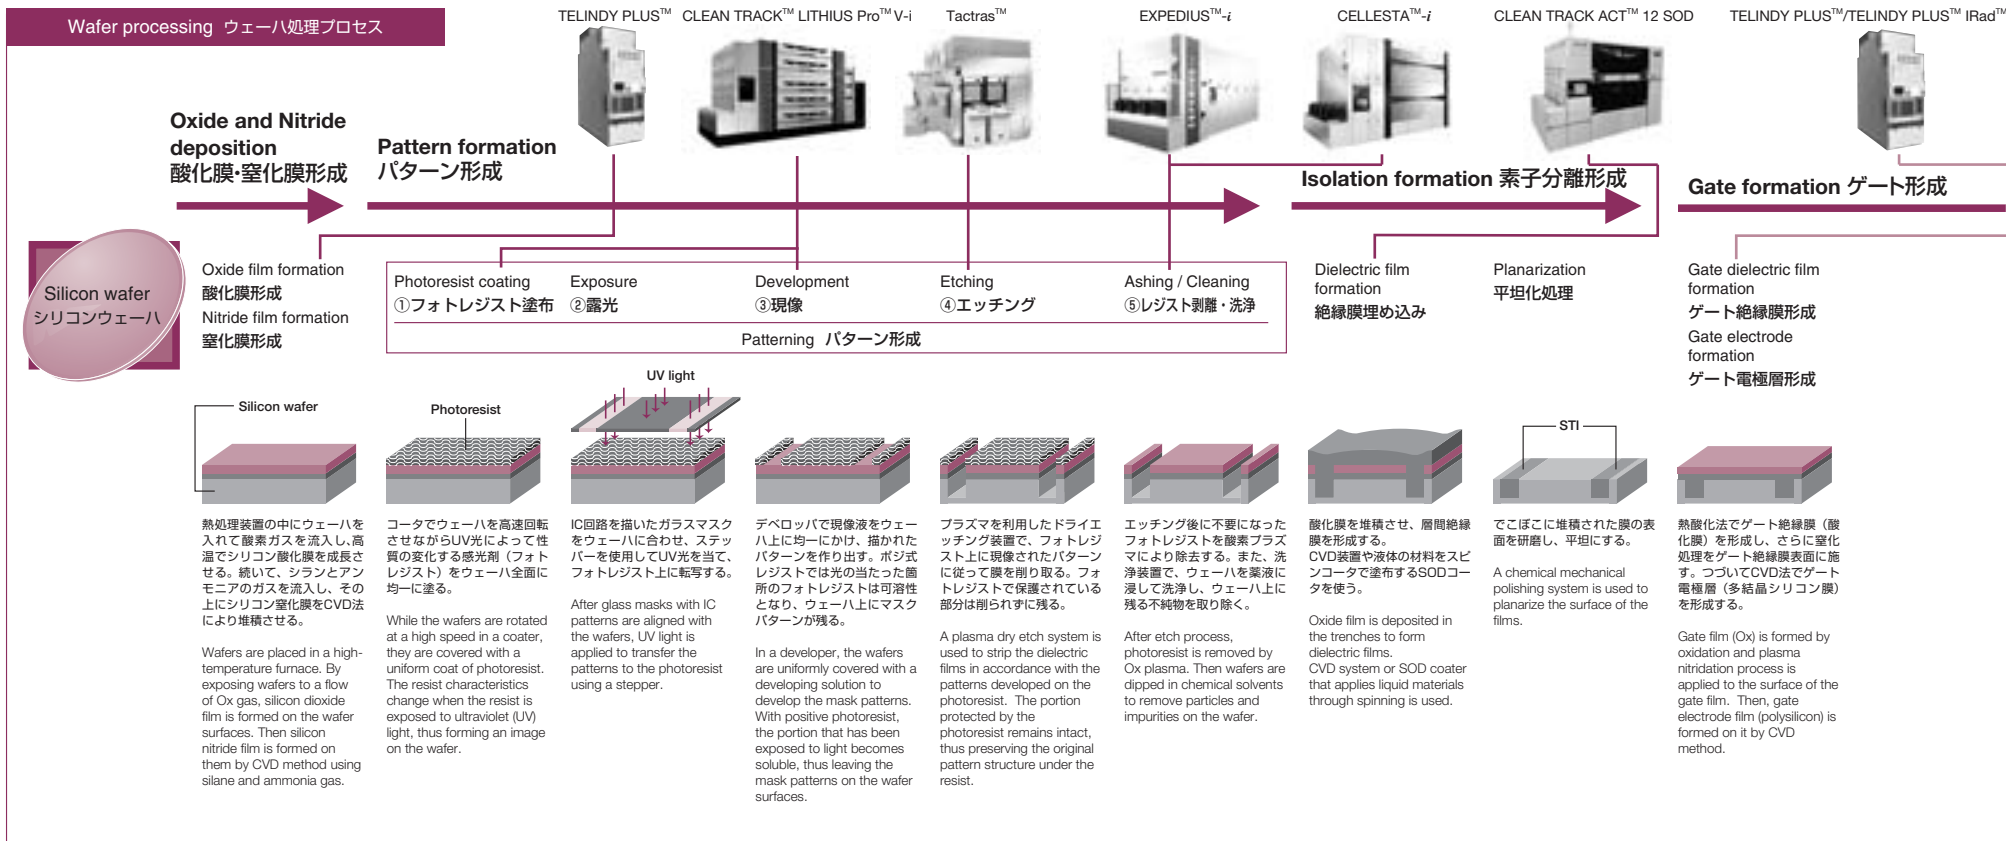 Wafer processing ウェーハ処理プロセス
TELINDY PLUS™
CLEAN TRACK™ LITHIUS Pro™ V-i
Tactras™
EXPEDIUS™-i
CELLESTA™-i
CLEAN TRACK ACT™ 12 SOD
TELINDY PLUS™/TELINDY PLUS™ IRad™
Oxide and Nitride
deposition
酸化膜・窒化膜形成
Pattern formation
パターン形成
Isolation formation 素子分離形成
Gate formation ゲート形成
Silicon wafer
シリコンウェーハ
Oxide film formation
酸化膜形成
Nitride film formation
窒化膜形成
Photoresist coating
①フォトレジスト塗布
Exposure
②露光
Development
③現像
Etching
④エッチング
Ashing / Cleaning
⑤レジスト剥離・洗浄
Patterning パターン形成
Dielectric film
formation
絶縁膜埋め込み
Planarization
平坦化処理
Gate dielectric film
formation
ゲート絶縁膜形成
Gate electrode
formation
ゲート電極層形成
Silicon wafer
Photoresist
UV light
STI
熱処理装置の中にウェーハを
入れて酸素ガスを流入し、高
温でシリコン酸化膜を成長さ
せる。続いて、シランとアン
モニアのガスを流入し、その
上にシリコン窒化膜をCVD法
により堆積させる。
Wafers are placed in a high-
temperature furnace. By
exposing wafers to a flow
of Ox gas, silicon dioxide
film is formed on the wafer
surfaces. Then silicon
nitride film is formed on
them by CVD method using
silane and ammonia gas.
コータでウェーハを高速回転
させながらUV光によって性
質の変化する感光剤（フォト
レジスト）をウェーハ全面に
均一に塗る。
While the wafers are rotated
at a high speed in a coater,
they are covered with a
uniform coat of photoresist.
The resist characteristics
change when the resist is
exposed to ultraviolet (UV)
light, thus forming an image
on the wafer.
IC回路を描いたガラスマスク
をウェーハに合わせ、ステッ
パーを使用してUV光を当て、
フォトレジスト上に転写する。
After glass masks with IC
patterns are aligned with
the wafers, UV light is
applied to transfer the
patterns to the photoresist
using a stepper.
デベロッパで現像液をウェー
ハ上に均一にかけ、描かれた
パターンを作り出す。ポジ式
レジストでは光の当たった箇
所のフォトレジストは可溶性
となり、ウェーハ上にマスク
パターンが残る。
In a developer, the wafers
are uniformly covered with a
developing solution to
develop the mask patterns.
With positive photoresist,
the portion that has been
exposed to light becomes
soluble, thus leaving the
mask patterns on the wafer
surfaces.
プラズマを利用したドライエ
ッチング装置で、フォトレジ
スト上に現像されたパターン
に従って膜を削り取る。フォ
トレジストで保護されている
部分は削られずに残る。
A plasma dry etch system is
used to strip the dielectric
films in accordance with the
patterns developed on the
photoresist. The portion
protected by the
photoresist remains intact,
thus preserving the original
pattern structure under the
resist.
エッチング後に不要になった
フォトレジストを酸素プラズ
マにより除去する。また、洗
浄装置で、ウェーハを薬液に
浸して洗浄し、ウェーハ上に
残る不純物を取り除く。
After etch process,
photoresist is removed by
Ox plasma. Then wafers are
dipped in chemical solvents
to remove particles and
impurities on the wafer.
酸化膜を堆積させ、層間絶縁
膜を形成する。
CVD装置や液体の材料をスピ
ンコータで塗布するSODコー
タを使う。
Oxide film is deposited in
the trenches to form
dielectric films.
CVD system or SOD coater
that applies liquid materials
through spinning is used.
でこぼこに堆積された膜の表
面を研磨し、平坦にする。
A chemical mechanical
polishing system is used to
planarize the surface of the
films.
熱酸化法でゲート絶縁膜（酸
化膜）を形成し、さらに窒化
処理をゲート絶縁膜表面に施
す。つづいてCVD法でゲート
電極層（多結晶シリコン膜）
を形成する。
Gate film (Ox) is formed by
oxidation and plasma
nitridation process is
applied to the surface of the
gate film. Then, gate
electrode film (polysilicon) is
formed on it by CVD
method.